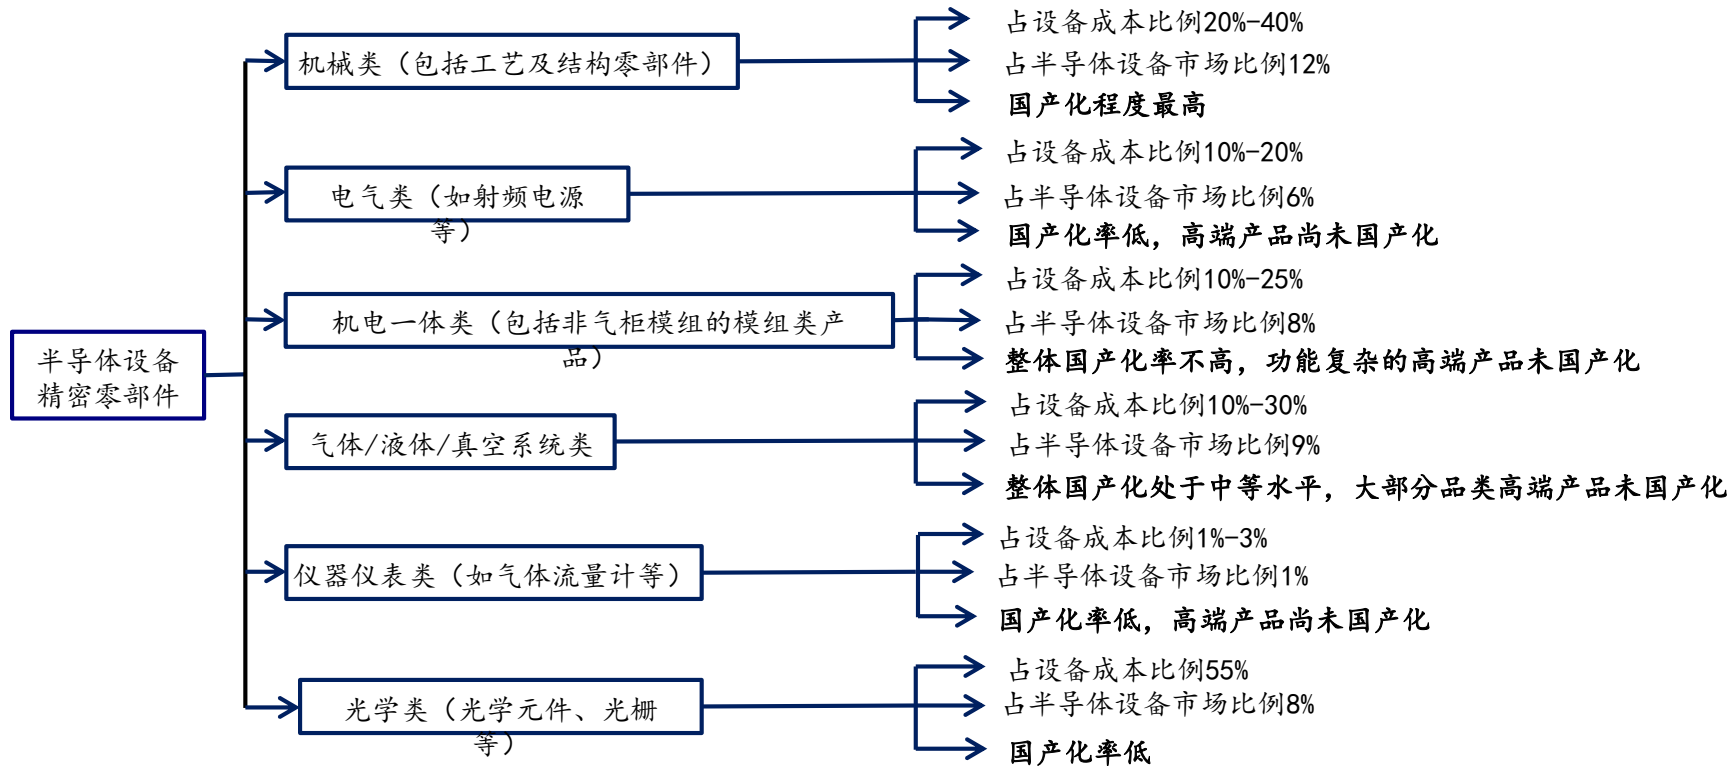 半导体设备
精密零部件
机械类（包括工艺及结构零部件）
占设备成本比例20%-40%
占半导体设备市场比例12%
国产化程度最高
电气类（如射频电源
等）
占设备成本比例10%-20%
占半导体设备市场比例6%
国产化率低，高端产品尚未国产化
机电一体类（包括非气柜模组的模组类产
品）
占设备成本比例10%-25%
占半导体设备市场比例8%
整体国产化率不高，功能复杂的高端产品未国产化
气体/液体/真空系统类
占设备成本比例10%-30%
占半导体设备市场比例9%
整体国产化处于中等水平，大部分品类高端产品未国产化
仪器仪表类（如气体流量计等）
占设备成本比例1%-3%
占半导体设备市场比例1%
国产化率低，高端产品尚未国产化
光学类（光学元件、光栅
等）
占设备成本比例55%
占半导体设备市场比例8%
国产化率低